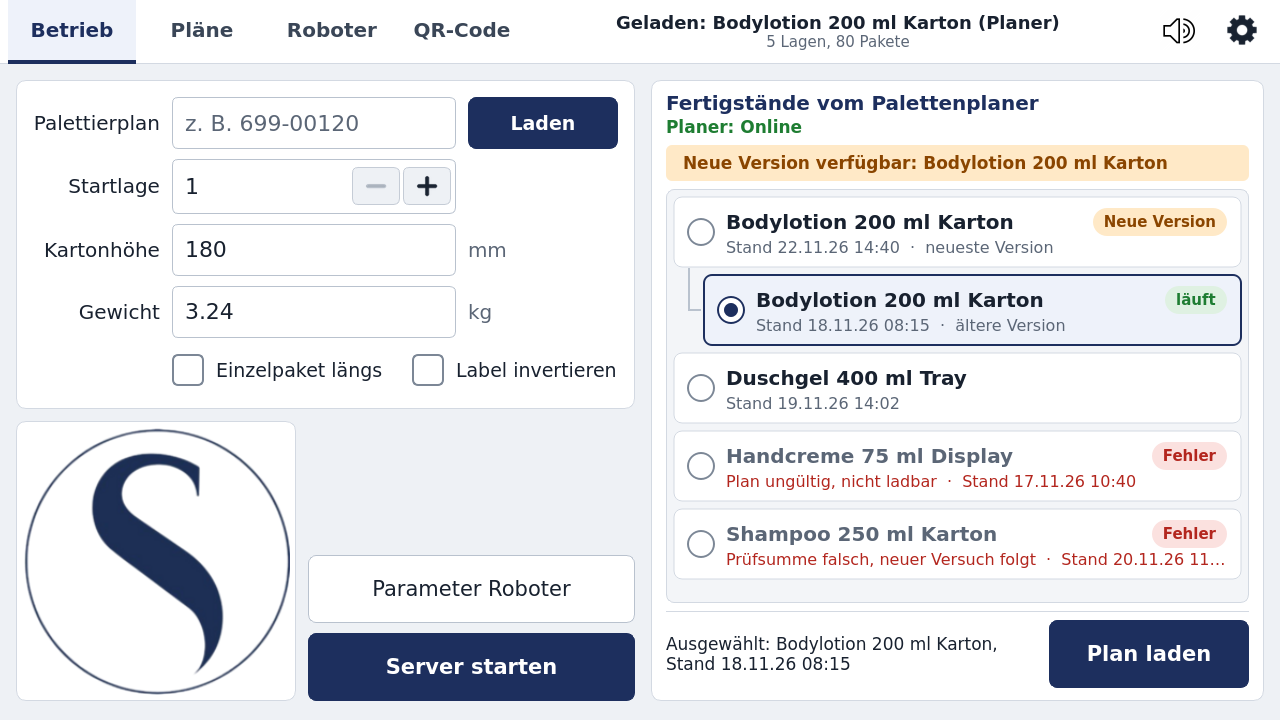 Betrieb
Pläne
Roboter
QR-Code
Geladen: Bodylotion 200 ml Karton (Planer)
5 Lagen, 80 Pakete
Palettierplan
z. B. 699-00120
Laden
Startlage
1
Kartonhöhe
180
mm
Gewicht
3.24
kg
Einzelpaket längs
Label invertieren
S
Parameter Roboter
Server starten
Fertigstände vom Palettenplaner
Planer: Online
Neue Version verfügbar: Bodylotion 200 ml Karton
Bodylotion 200 ml Karton
Neue Version
Stand 22.11.26 14:40 · neueste Version
Bodylotion 200 ml Karton
läuft
Stand 18.11.26 08:15 · ältere Version
Duschgel 400 ml Tray
Stand 19.11.26 14:02
Handcreme 75 ml Display
Fehler
Plan ungültig, nicht ladbar · Stand 17.11.26 10:40
Shampoo 250 ml Karton
Fehler
Prüfsumme falsch, neuer Versuch folgt · Stand 20.11.26 11…
Ausgewählt: Bodylotion 200 ml Karton,
Stand 18.11.26 08:15
Plan laden